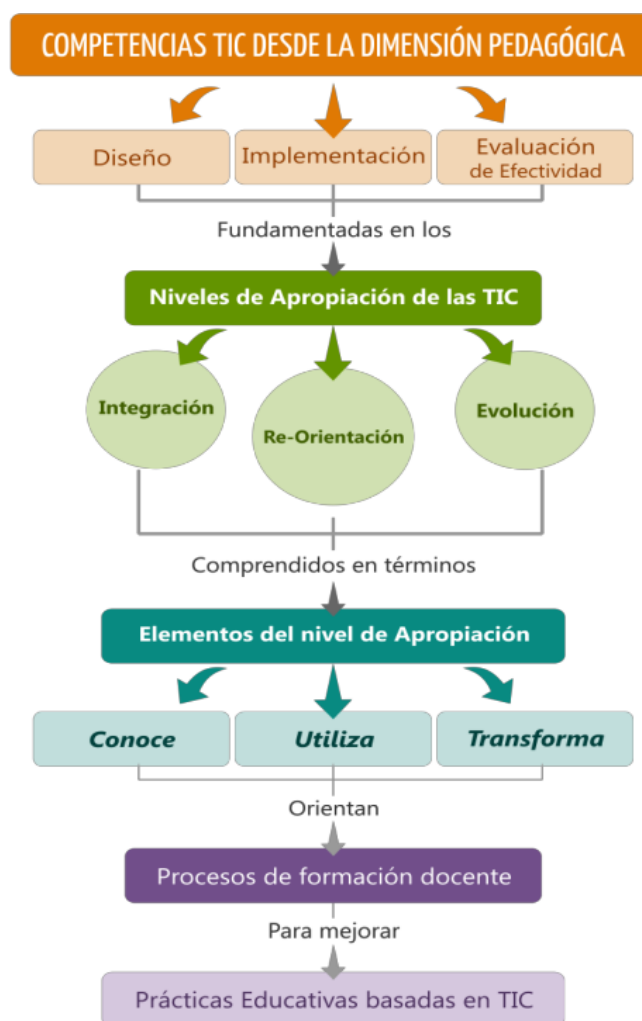 COMPETENCIAS TIC DESDE LA DIMENSIÓN PEDAGÓGICA
Diseño
Implementación
Evaluación
de Efectividad
Fundamentadas en los
Niveles de Apropiación de las TIC
Integración
Re-Orientación
Evolución
Comprendidos en términos
Elementos del nivel de Apropiación
Conoce
Utiliza
Transforma
Orientan
Procesos de formación docente
Para mejorar
Prácticas Educativas basadas en TIC